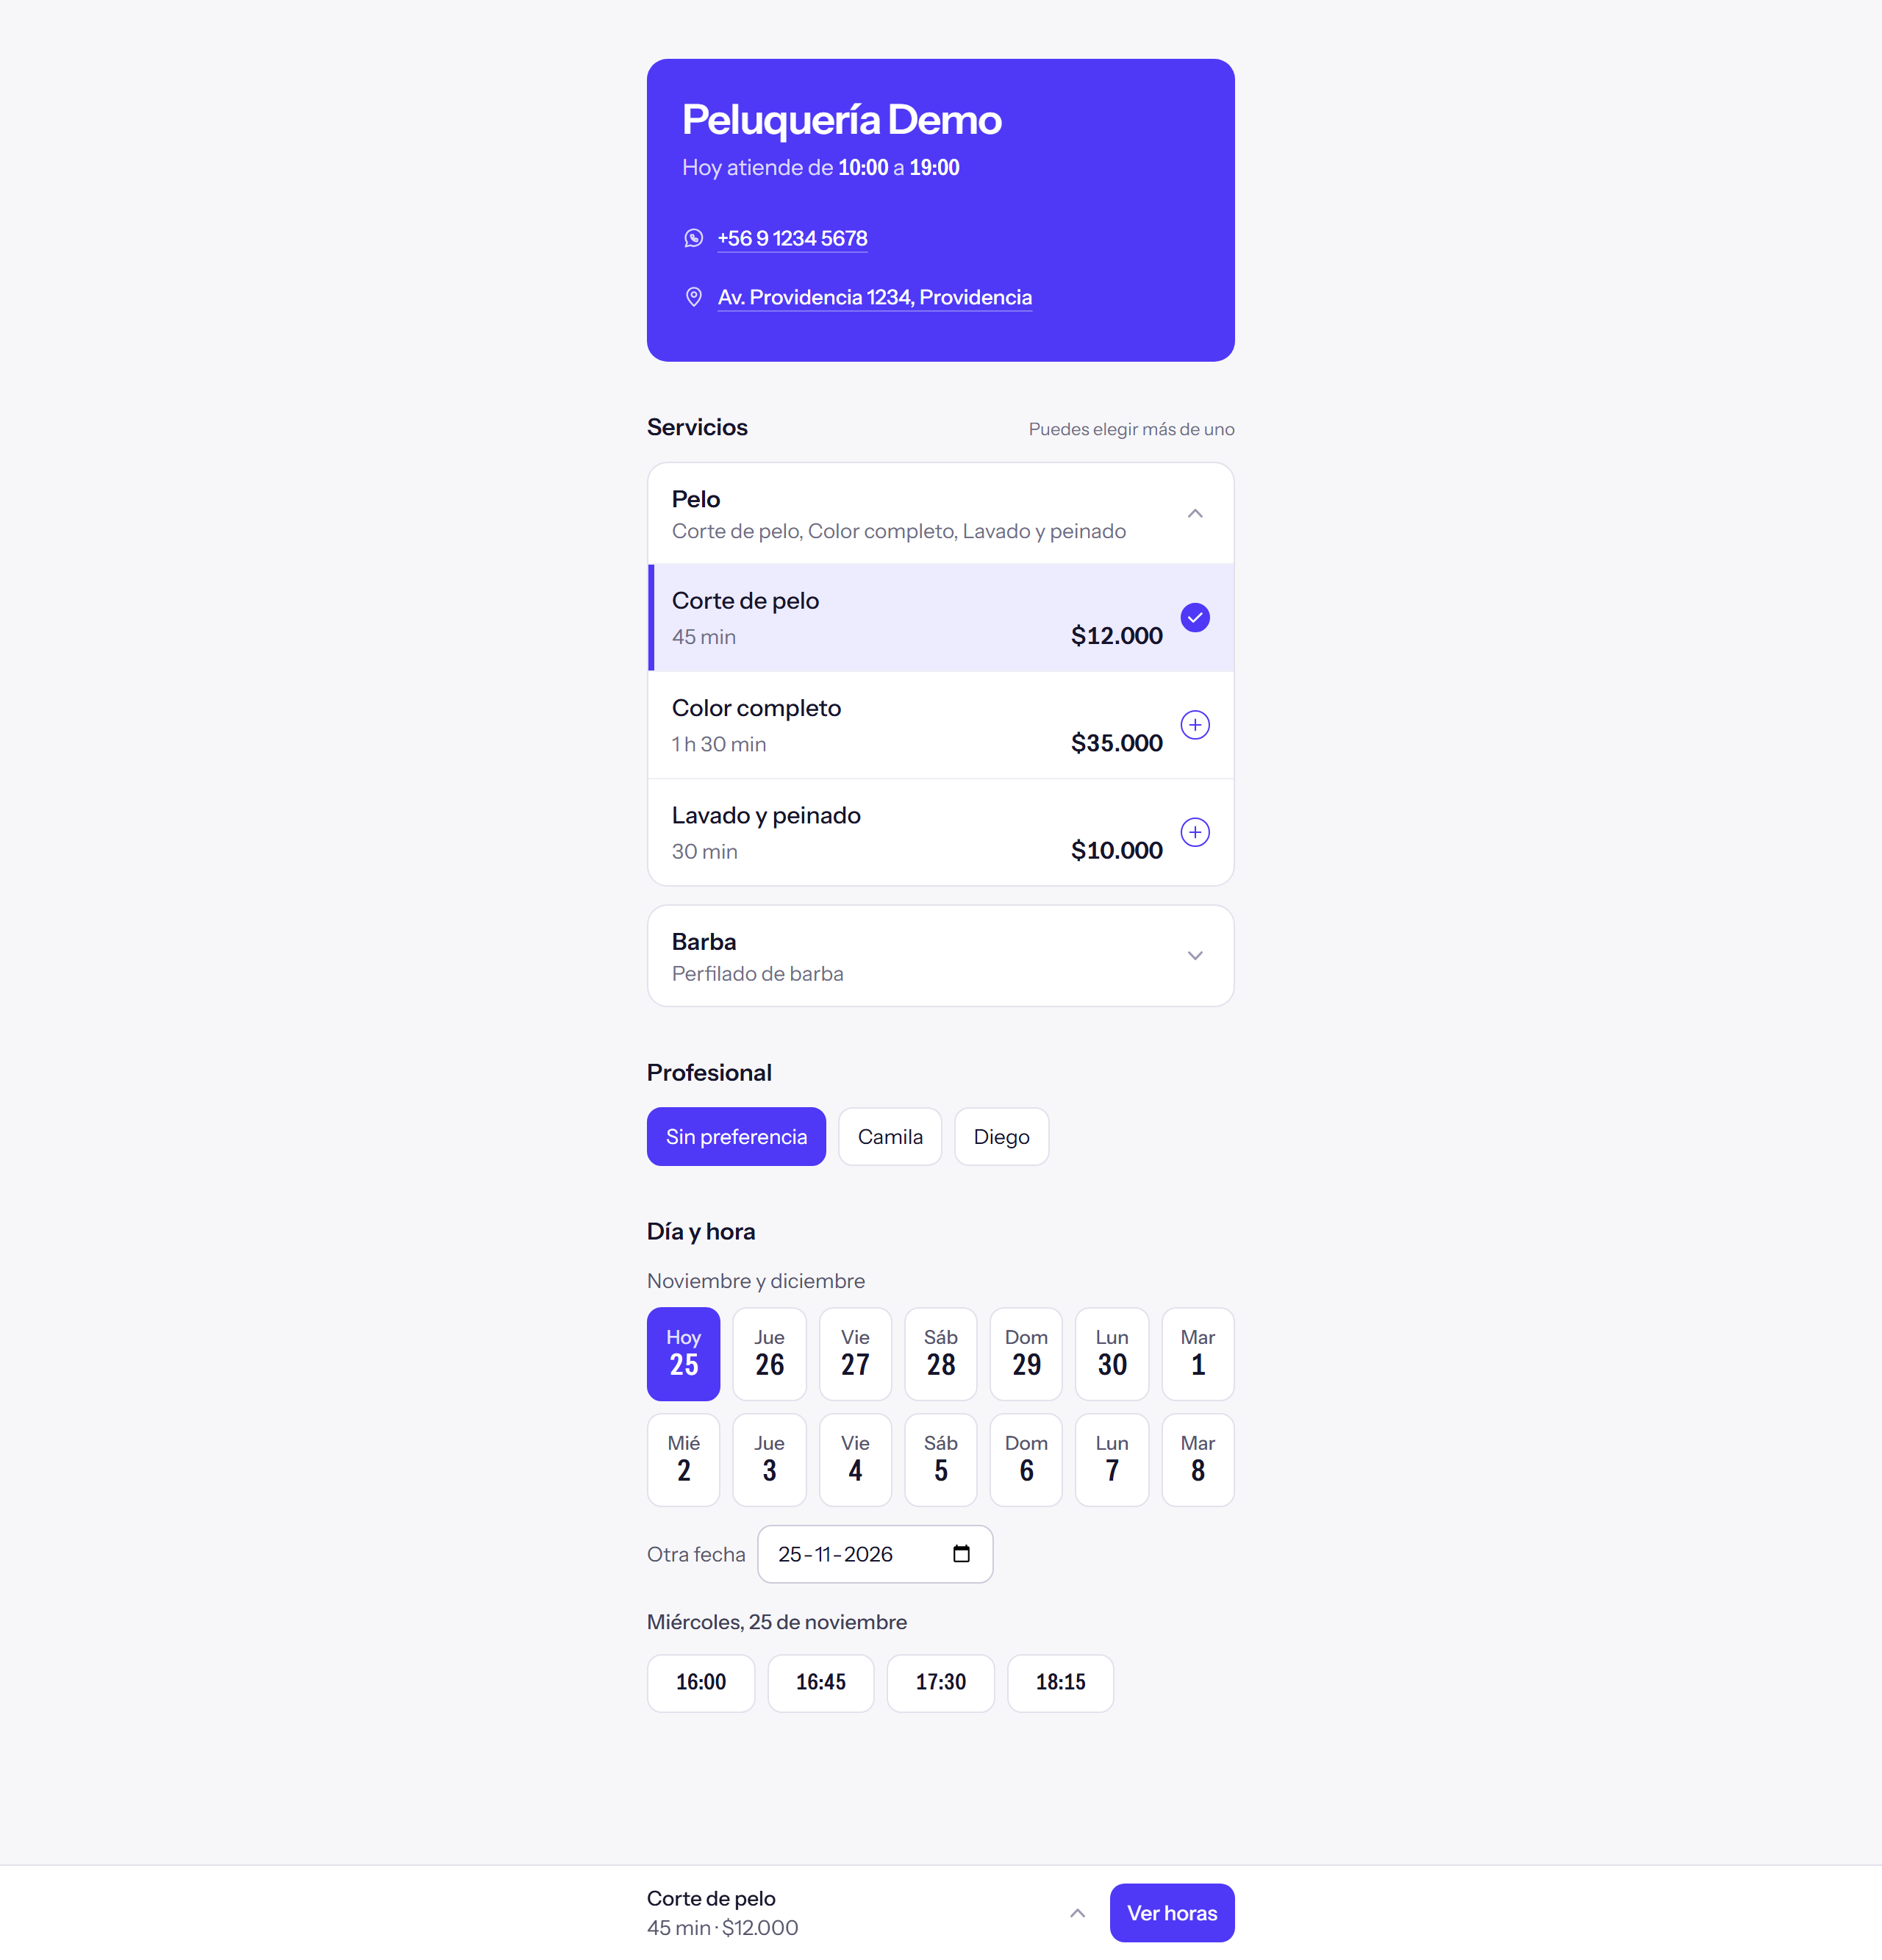 Peluquería Demo
Hoy atiende de 10:00 a 19:00
+56 9 1234 5678
Av. Providencia 1234, Providencia
Servicios
Puedes elegir más de uno
Pelo
Corte de pelo, Color completo, Lavado y peinado
Corte de pelo
45 min
$12.000
Color completo
1 h 30 min
$35.000
Lavado y peinado
30 min
$10.000
Barba
Perfilado de barba
Profesional
Sin preferencia
Camila
Diego
Día y hora
Noviembre y diciembre
Hoy
25
Jue
26
Vie
27
Sáb
28
Dom
29
Lun
30
Mar
1
Mié
2
Jue
3
Vie
4
Sáb
5
Dom
6
Lun
7
Mar
8
Otra fecha
25-11-2026
Miércoles, 25 de noviembre
16:00
16:45
17:30
18:15
Corte de pelo
45 min · $12.000
Ver horas